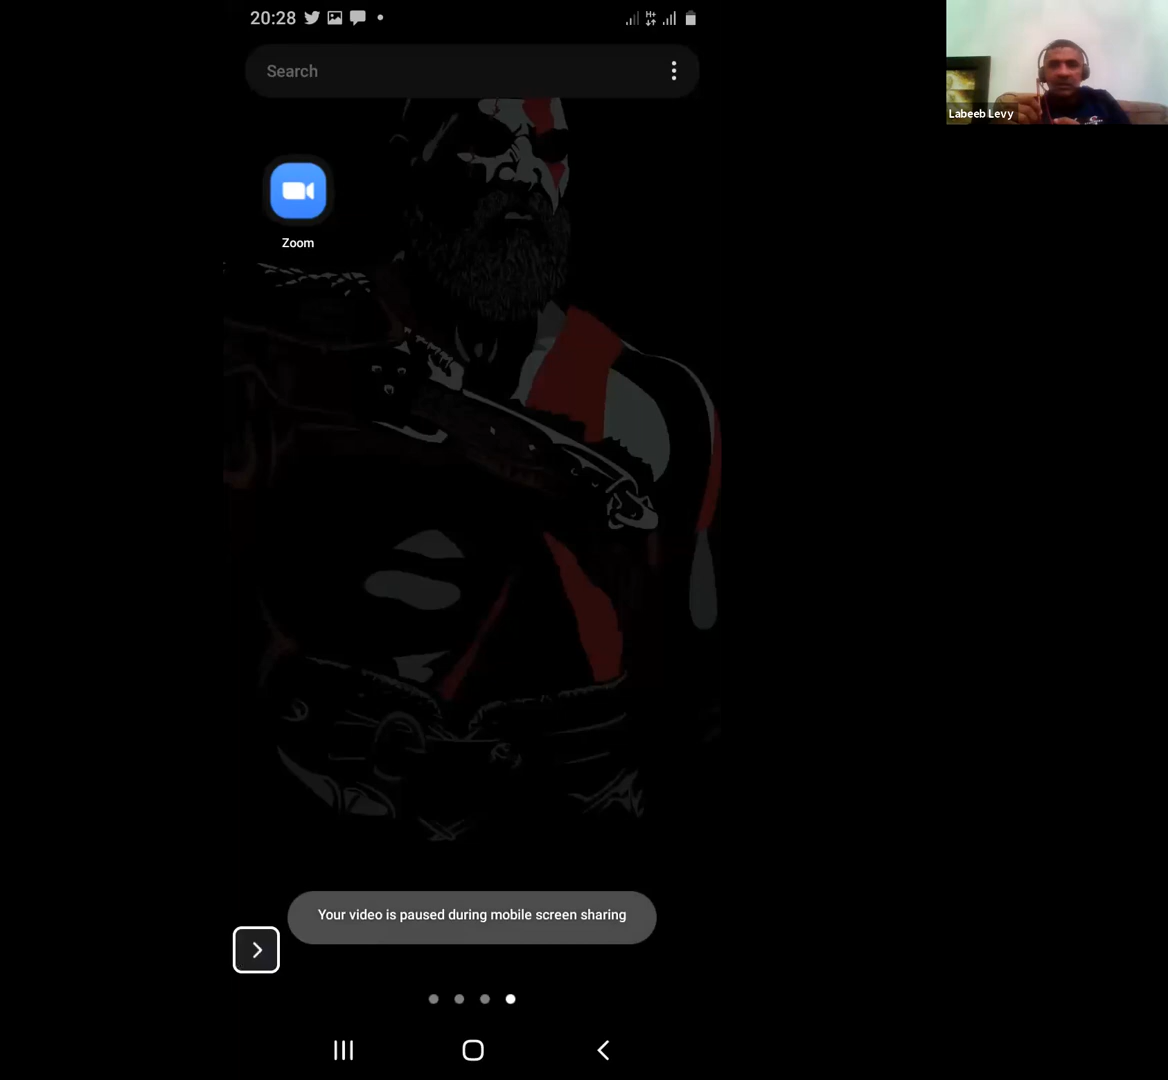 20:28
H+
Search
Zoom
Labeeb Levy
Your video is paused during mobile screen sharing